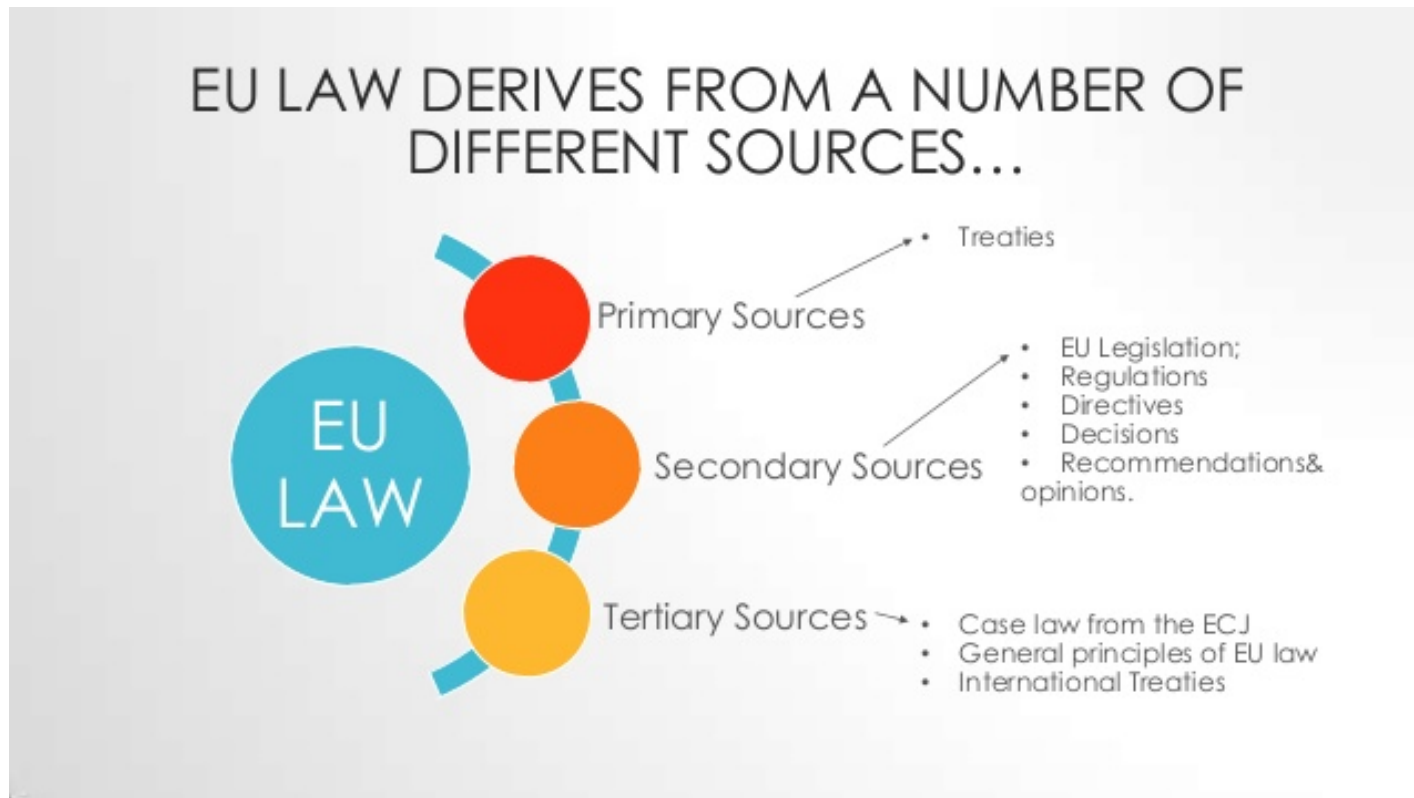 EU LAW DERIVES FROM A NUMBER OF
DIFFERENT SOURCES...
EU
LAW
Primary Sources
• Treaties
Secondary Sources
• EU Legislation;
• Regulations
• Directives
• Decisions
• Recommendations&
opinions.
Tertiary Sources
• Case law from the ECJ
• General principles of EU law
• International Treaties